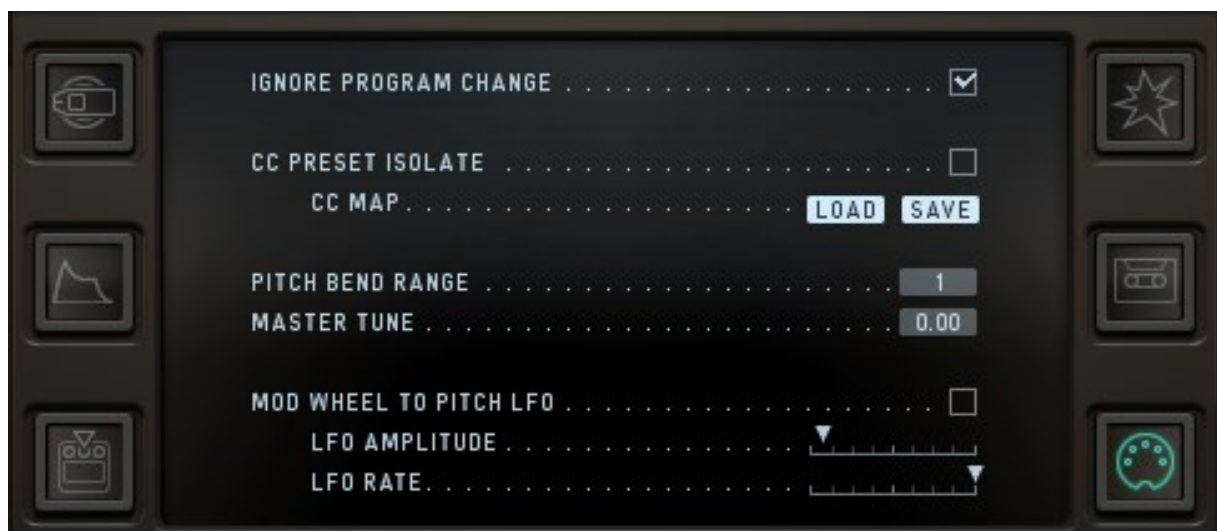 IGNORE PROGRAM CHANGE
CC PRESET ISOLATE
CC MAP LOAD SAVE
PITCH BEND RANGE 1
MASTER TUNE 0.00
MOD WHEEL TO PITCH LFO
LFO AMPLITUDE
LFO RATE